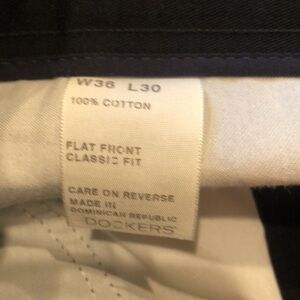 W36 L30
100% COTTON
FLAT FRONT
CLASSIC FIT
CARE ON REVERSE
MADE IN
DOMINICAN REPUBLIC
DOCKERS